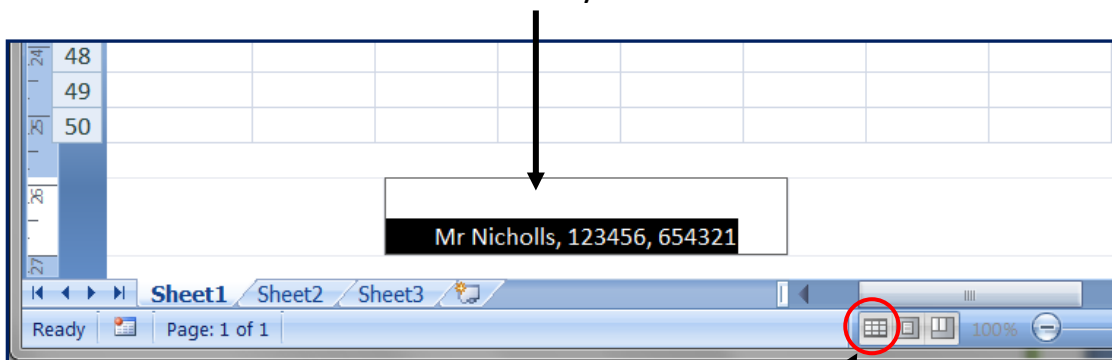 24 48
49
25 50
26
Mr Nicholls, 123456, 654321
27
Sheet1 Sheet2 Sheet3
Ready Page: 1 of 1 100%